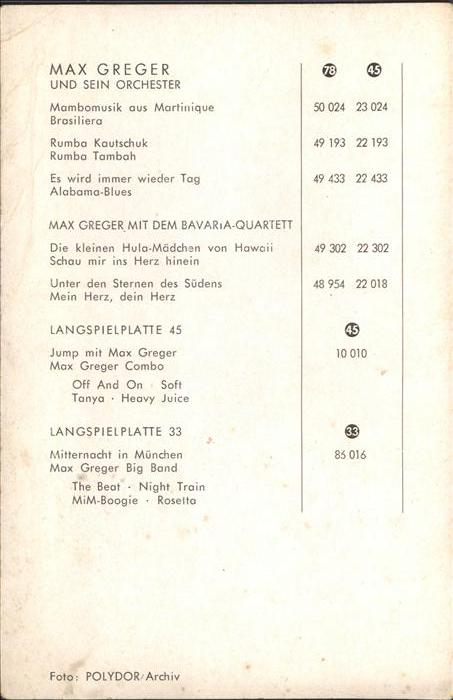 MAX GREGER 78 45
UND SEIN ORCHESTER
Mambomusik aus Martinique 50 024 23 024
Brasiliera
Rumba Kautschuk 49 193 22 193
Rumba Tambah
Es wird immer wieder Tag 49 433 22 433
Alabama-Blues
MAX GREGER MIT DEM BAVARIA-QUARTETT
Die kleinen Hula-Mädchen von Hawaii 49 302 22 302
Schau mir ins Herz hinein
Unter den Sternen des Südens 48 954 22 018
Mein Herz, dein Herz
LANGSPIELPLATTE 45 45
Jump mit Max Greger 10 010
Max Greger Combo
Off And On · Soft
Tanya · Heavy Juice
LANGSPIELPLATTE 33 33
Mitternacht in München 85 016
Max Greger Big Band
The Beat · Night Train
MiM-Boogie · Rosetta
Foto: POLYDOR/Archiv